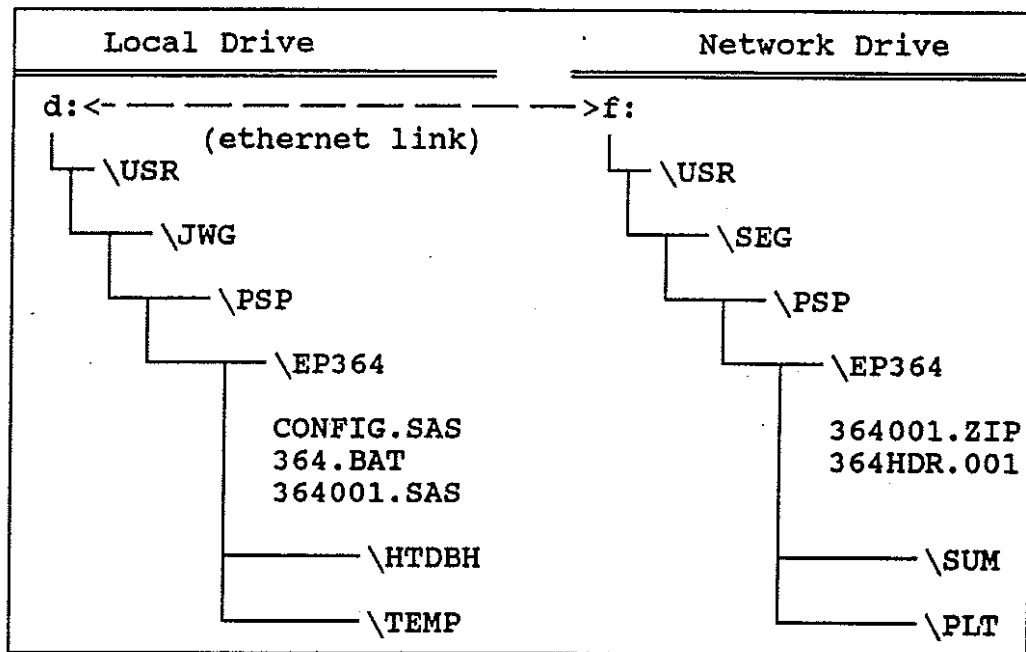 Local Drive Network Drive
d:<- — — — — — — — — — —>f:
(ethernet link)
\USR \USR
\JWG \SEG
\PSP \PSP
\EP364 \EP364
CONFIG.SAS 364001.ZIP
364.BAT 364HDR.001
364001.SAS
\HTDBH \SUM
\TEMP \PLT